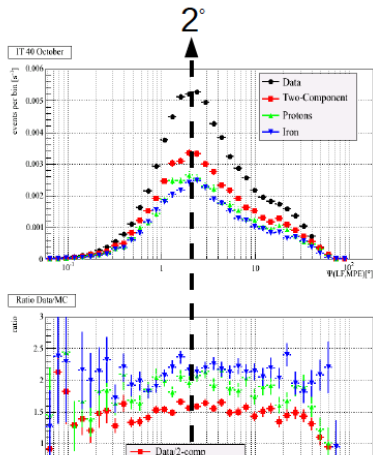 2°
IT 40 October
events per bin [s⁻¹]
0.006
0.005
0.004
0.003
0.002
0.001
0
Data
Two-Component
Protons
Iron
10⁻¹
1
10
10²
Ψ(LF,MPE)[°]
Ratio Data/MC
ratio
3
2.5
2
1.5
1
Data/2-comp